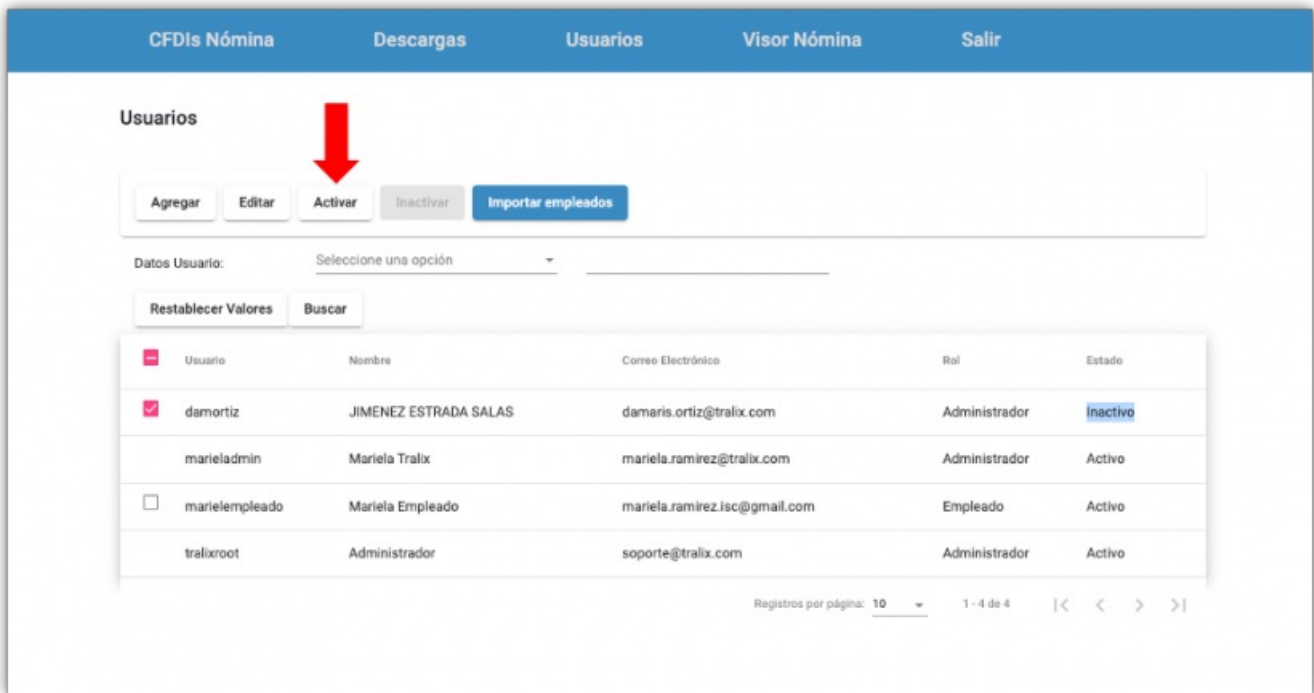 CFDIs Nómina Descargas Usuarios Visor Nómina Salir
Usuarios
Agregar Editar Activar Inactivar Importar empleados
Datos Usuario: Seleccione una opción
Restablecer Valores Buscar
Usuario Nombre Correo Electrónico Rol Estado
damortiz JIMENEZ ESTRADA SALAS damaris.ortiz@tralix.com Administrador Inactivo
marieladmin Mariela Tralix mariela.ramirez@tralix.com Administrador Activo
marielempleado Mariela Empleado mariela.ramirez.isc@gmail.com Empleado Activo
tralixroot Administrador soporte@tralix.com Administrador Activo
Registros por página: 10 1 - 4 de 4